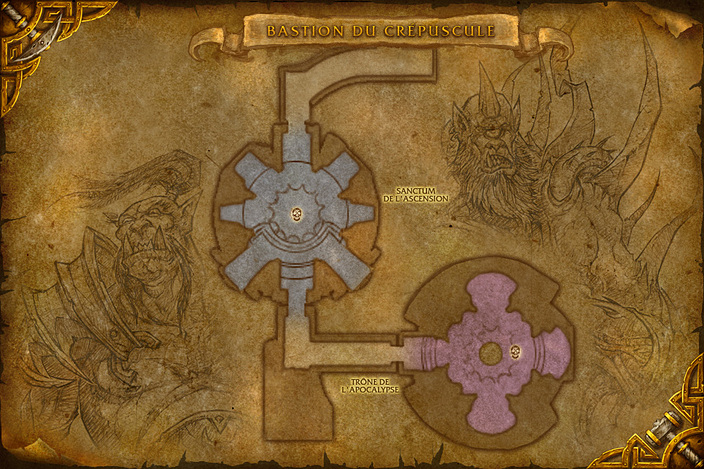 BASTION DU CRÉPUSCULE
SANCTUM
DE L'ASCENSION
TRÔNE DE
L'APOCALYPSE